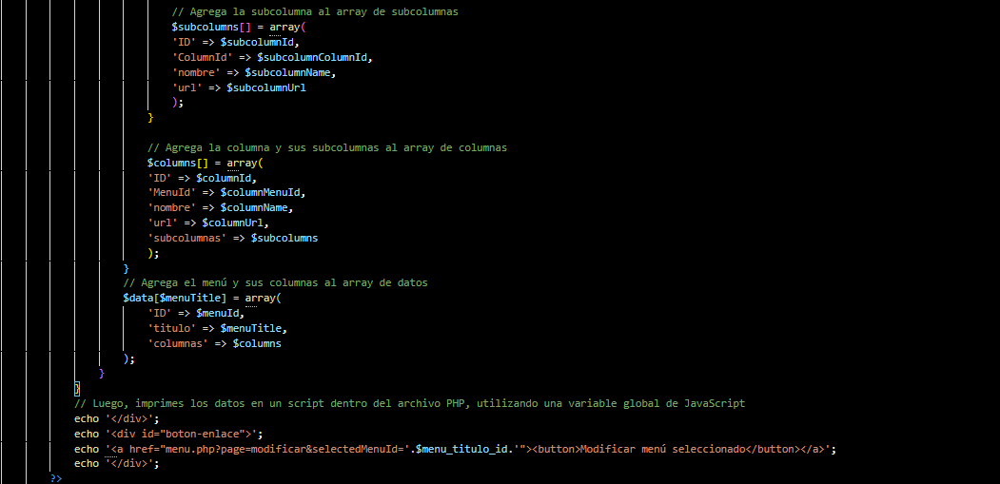 // Agrega la subcolumna al array de subcolumnas
$subcolumns[] = array(
'ID' => $subcolumnId,
'ColumnId' => $subcolumnColumnId,
'nombre' => $subcolumnName,
'url' => $subcolumnUrl
);
}
// Agrega la columna y sus subcolumnas al array de columnas
$columns[] = array(
'ID' => $columnId,
'MenuId' => $columnMenuId,
'nombre' => $columnName,
'url' => $columnUrl,
'subcolumnas' => $subcolumns
);
}
// Agrega el menú y sus columnas al array de datos
$data[$menuTitle] = array(
'ID' => $menuId,
'titulo' => $menuTitle,
'columnas' => $columns
);
}
}
// Luego, imprimes los datos en un script dentro del archivo PHP, utilizando una variable global de JavaScript
echo '</div>';
echo '<div id="boton-enlace">';
echo '<a href="menu.php?page=modificar&selectedMenuId='.$menu_titulo_id.'"><button>Modificar menú seleccionado</button></a>';
echo '</div>';
?>